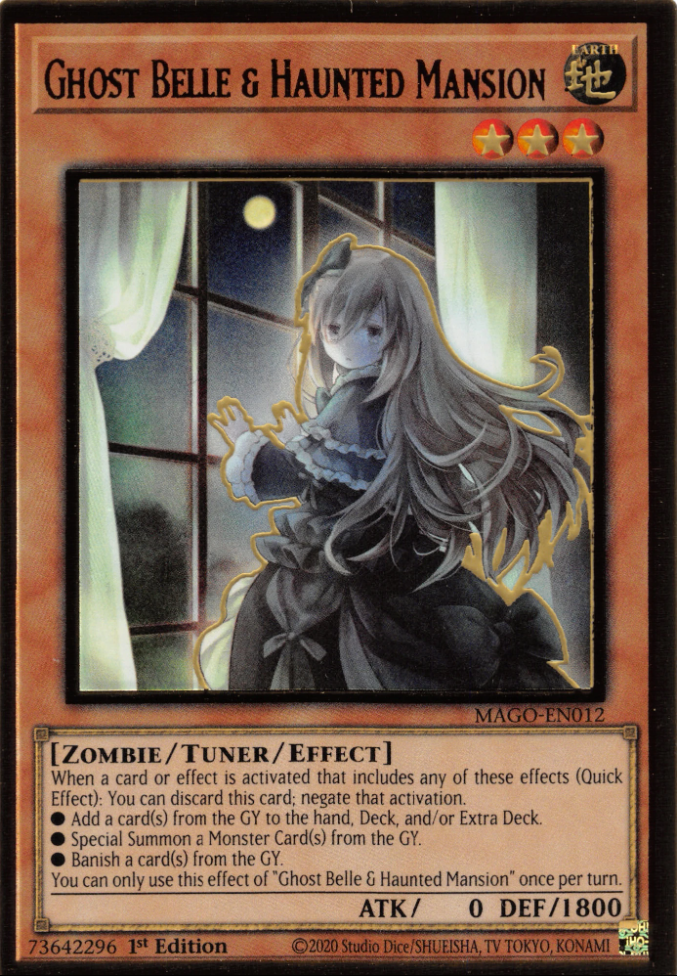 GHOST BELLE & HAUNTED MANSION
EARTH
地
MAGO-EN012
[ZOMBIE/TUNER/EFFECT]
When a card or effect is activated that includes any of these effects (Quick
Effect): You can discard this card; negate that activation.
● Add a card(s) from the GY to the hand, Deck, and/or Extra Deck.
● Special Summon a Monster Card(s) from the GY.
● Banish a card(s) from the GY.
You can only use this effect of "Ghost Belle & Haunted Mansion" once per turn.
ATK/ 0 DEF/1800
73642296 1st Edition ©2020 Studio Dice/SHUEISHA, TV TOKYO, KONAMI